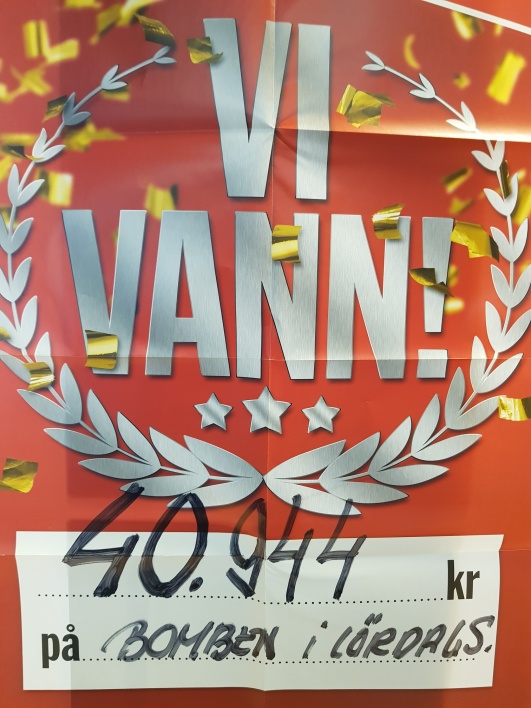 VI
VANN!
40.944 kr
på BOMBEN i LÖRDAGS.